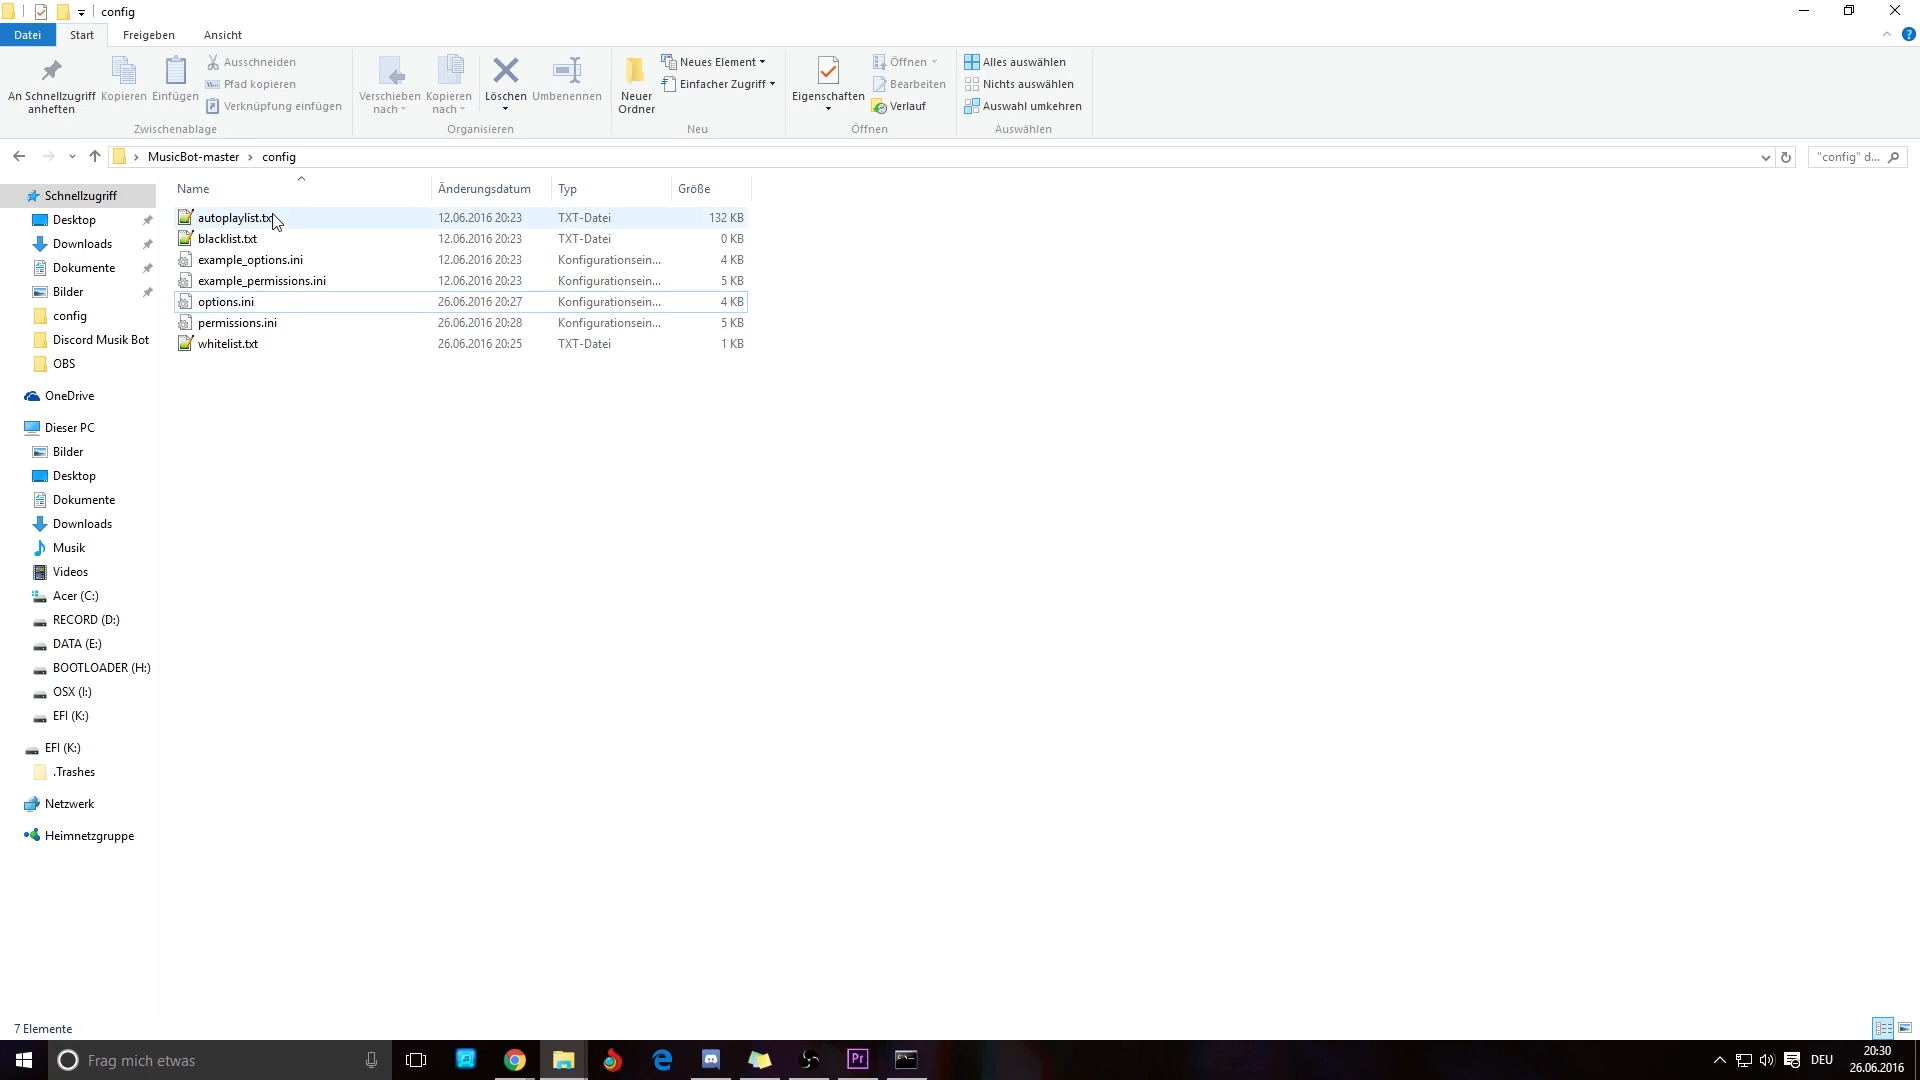 config
Datei Start Freigeben Ansicht
An Schnellzugriff anheften
Kopieren
Einfügen
Ausschneiden
Pfad kopieren
Verknüpfung einfügen
Zwischenablage
Verschieben nach
Kopieren nach
Löschen
Umbenennen
Organisieren
Neuer Ordner
Neues Element
Einfacher Zugriff
Neu
Eigenschaften
Öffnen
Bearbeiten
Verlauf
Öffnen
Alles auswählen
Nichts auswählen
Auswahl umkehren
Auswählen
MusicBot-master › config
"config" d...
Name Änderungsdatum Typ Größe
autoplaylist.txt 12.06.2016 20:23 TXT-Datei 132 KB
blacklist.txt 12.06.2016 20:23 TXT-Datei 0 KB
example_options.ini 12.06.2016 20:23 Konfigurationsein... 4 KB
example_permissions.ini 12.06.2016 20:23 Konfigurationsein... 5 KB
options.ini 26.06.2016 20:27 Konfigurationsein... 4 KB
permissions.ini 26.06.2016 20:28 Konfigurationsein... 5 KB
whitelist.txt 26.06.2016 20:25 TXT-Datei 1 KB
Schnellzugriff
Desktop
Downloads
Dokumente
Bilder
config
Discord Musik Bot
OBS
OneDrive
Dieser PC
Bilder
Desktop
Dokumente
Downloads
Musik
Videos
Acer (C:)
RECORD (D:)
DATA (E:)
BOOTLOADER (H:)
OSX (I:)
EFI (K:)
EFI (K:)
.Trashes
Netzwerk
Heimnetzgruppe
7 Elemente
Frag mich etwas
Pr
DEU
20:30
26.06.2016